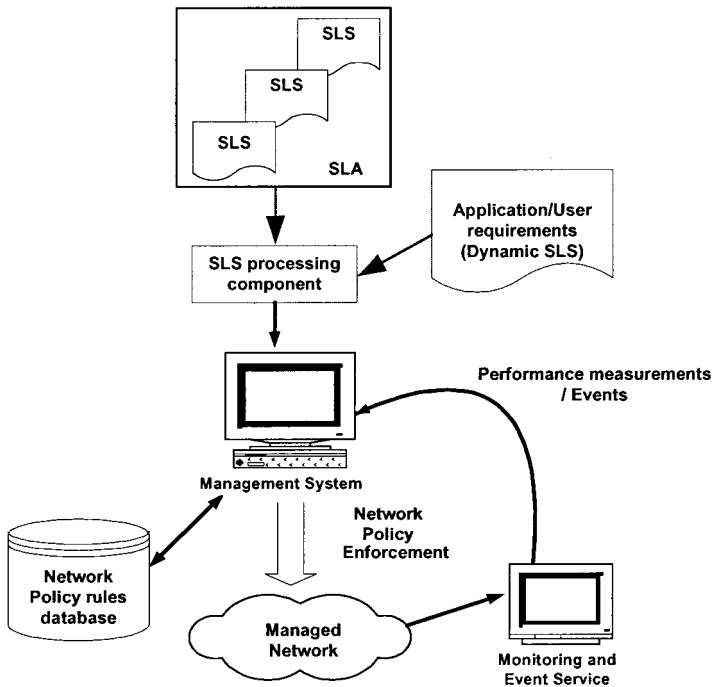 SLS
SLS
SLS
SLA
Application/User
requirements
(Dynamic SLS)
SLS processing
component
Performance measurements
/ Events
Management System
Network
Policy
Enforcement
Network
Policy rules
database
Managed
Network
Monitoring and
Event Service